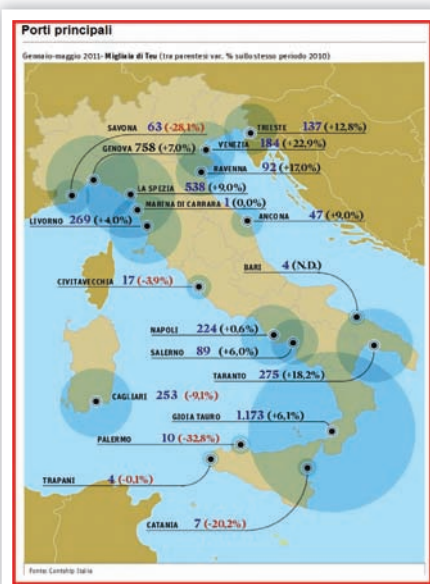 Porti principali
Gennaio-maggio 2011- Migliaia di Teu (tra parentesi var. % sullo stesso periodo 2010)
SAVONA 63 (-28,1%)
TRIESTE 137 (+12,8%)
GENOVA 758 (+7,0%)
VENEZIA 184 (+22,9%)
RAVENNA 92 (+17,0%)
LA SPEZIA 538 (+9,0%)
MARINA DI CARRARA 1 (0,0%)
LIVORNO 269 (+4,0%)
ANCONA 47 (+9,0%)
BARI 4 (N.D.)
CIVITAVECCHIA 17 (-3,9%)
NAPOLI 224 (+0,6%)
SALERNO 89 (+6,0%)
TARANTO 275 (+18,2%)
CAGLIARI 253 (-9,1%)
GIOIA TAURO 1.173 (+6,1%)
PALERMO 10 (-32,8%)
TRAPANI 4 (-0,1%)
CATANIA 7 (-20,2%)
Fonte: Contship Italia